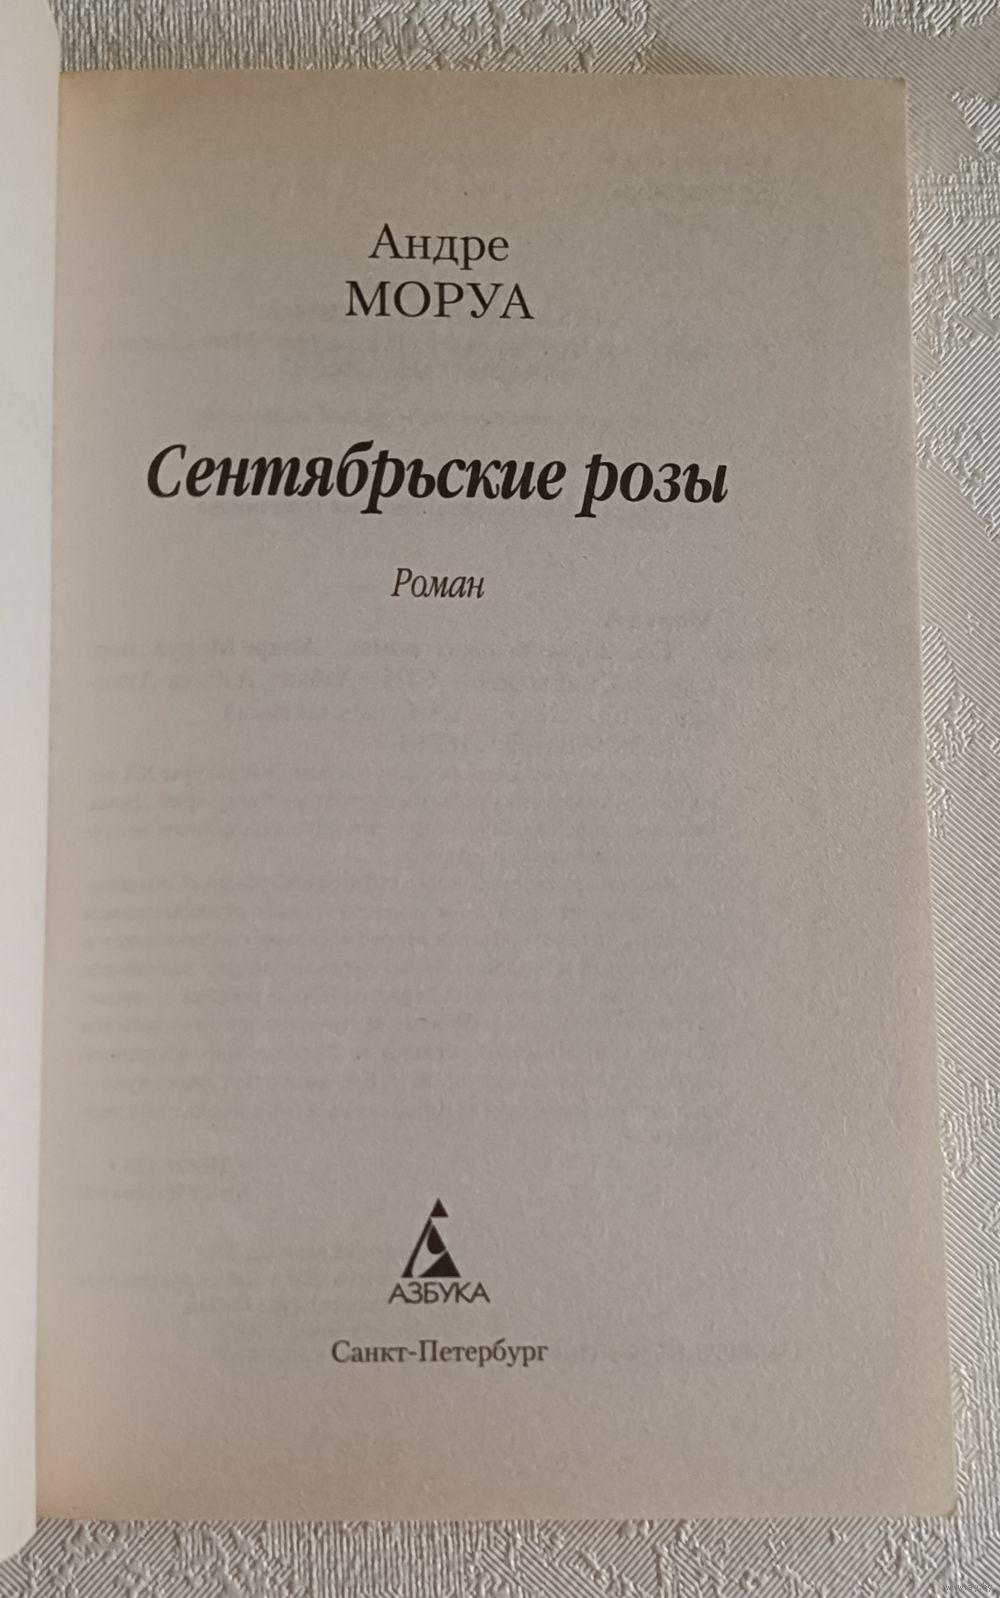 Андре
МОРУА
Сентябрьские розы
Роман
АЗБУКА
Санкт-Петербург